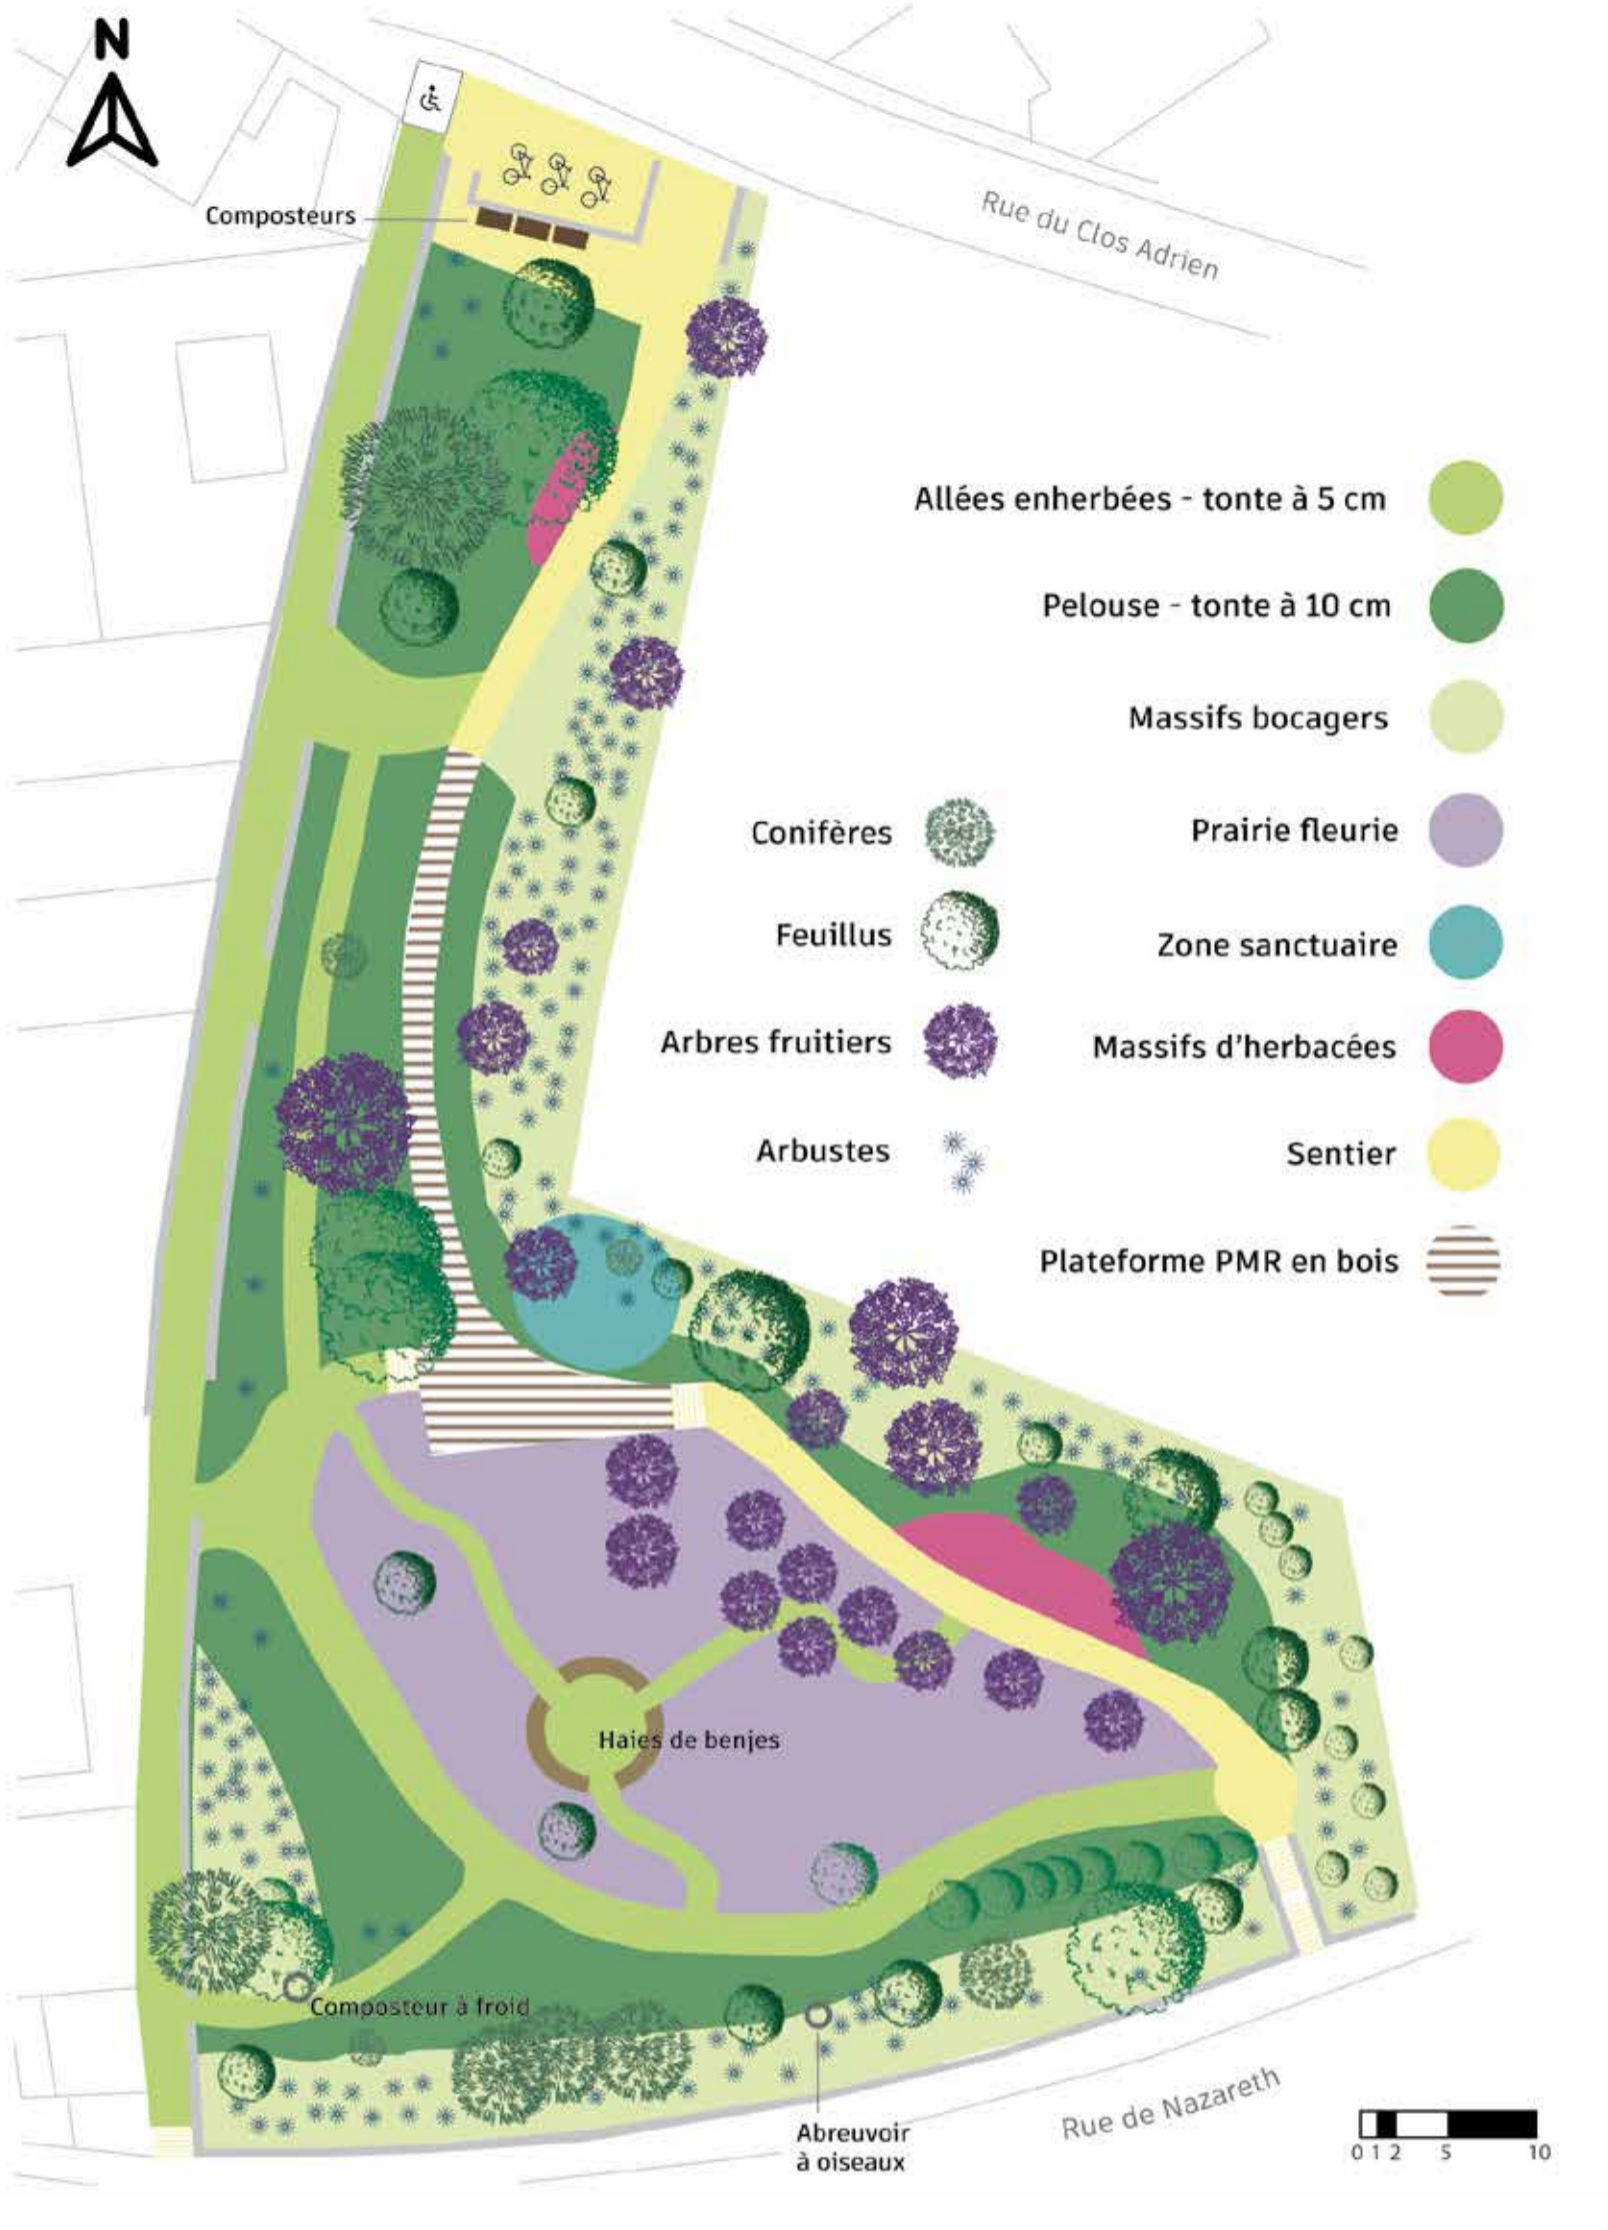 N
Composteurs
Rue du Clos Adrien
Allées enherbées - tonte à 5 cm
Pelouse - tonte à 10 cm
Massifs bocagers
Conifères
Prairie fleurie
Feuillus
Zone sanctuaire
Arbres fruitiers
Massifs d'herbacées
Arbustes
Sentier
Plateforme PMR en bois
Haies de benjes
Composteur à froid
Abreuvoir
à oiseaux
Rue de Nazareth
0 1 2 5 10